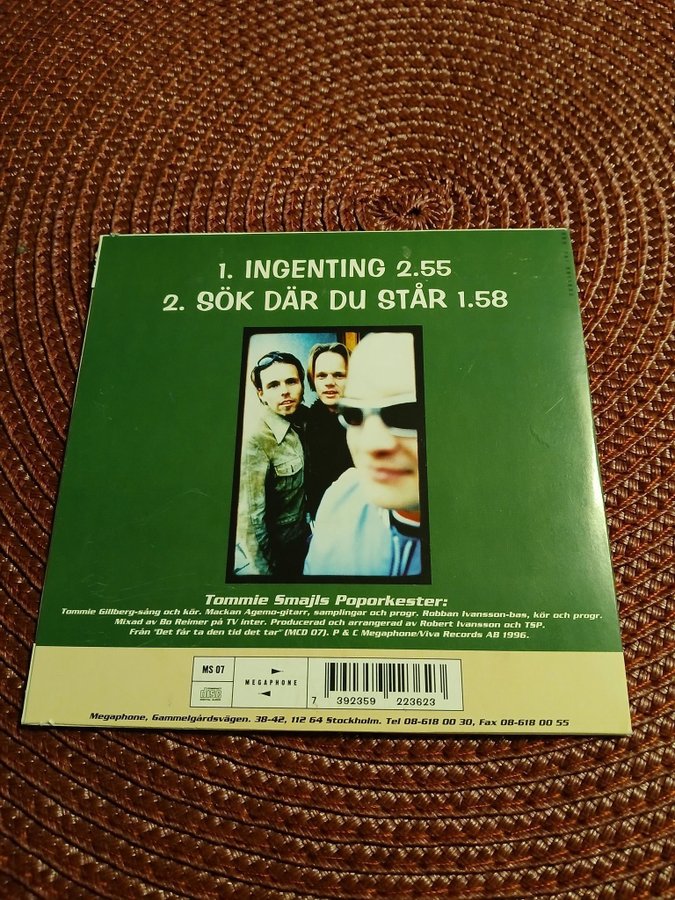 1. INGENTING 2.55
2. SÖK DÄR DU STÅR 1.58
Tommie Smajls Poporkester:
Tommie Gillberg-sång och kör. Mackan Agemo-gitarr, samplingar och progr. Robban Ivansson-bas, kör och progr.
Mixad av Bo Reimer på TV inter. Producerad och arrangerad av Robert Ivansson och TSP.
Från "Det får ta den tid det tar" (MCD 07). P & C Megaphone/Viva Records AB 1996.
MS 07
MEGAPHONE
7 392359 223623
Megaphone, Gammelgårdsvägen. 38-42, 112 64 Stockholm. Tel 08-618 00 30, Fax 08-618 00 55